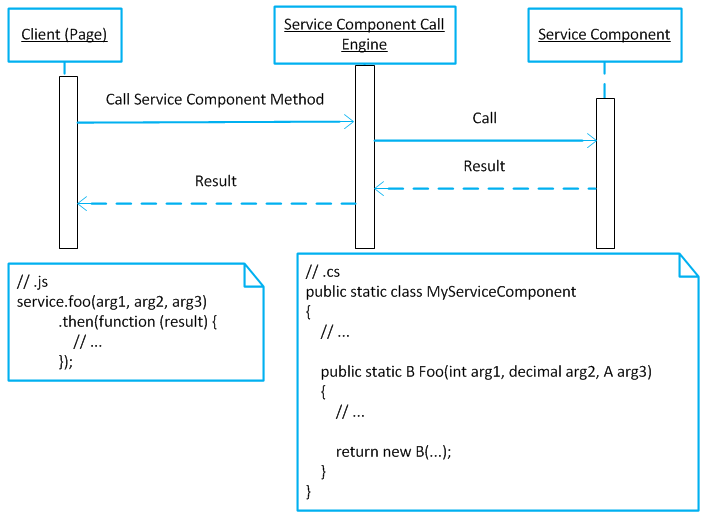 Client (Page)
Service Component Call
Engine
Service Component
Call Service Component Method
Call
Result
Result
// .js
service.foo(arg1, arg2, arg3)
.then(function (result) {
// ...
});
// .cs
public static class MyServiceComponent
{
// ...
public static B Foo(int arg1, decimal arg2, A arg3)
{
// ...
return new B(...);
}
}